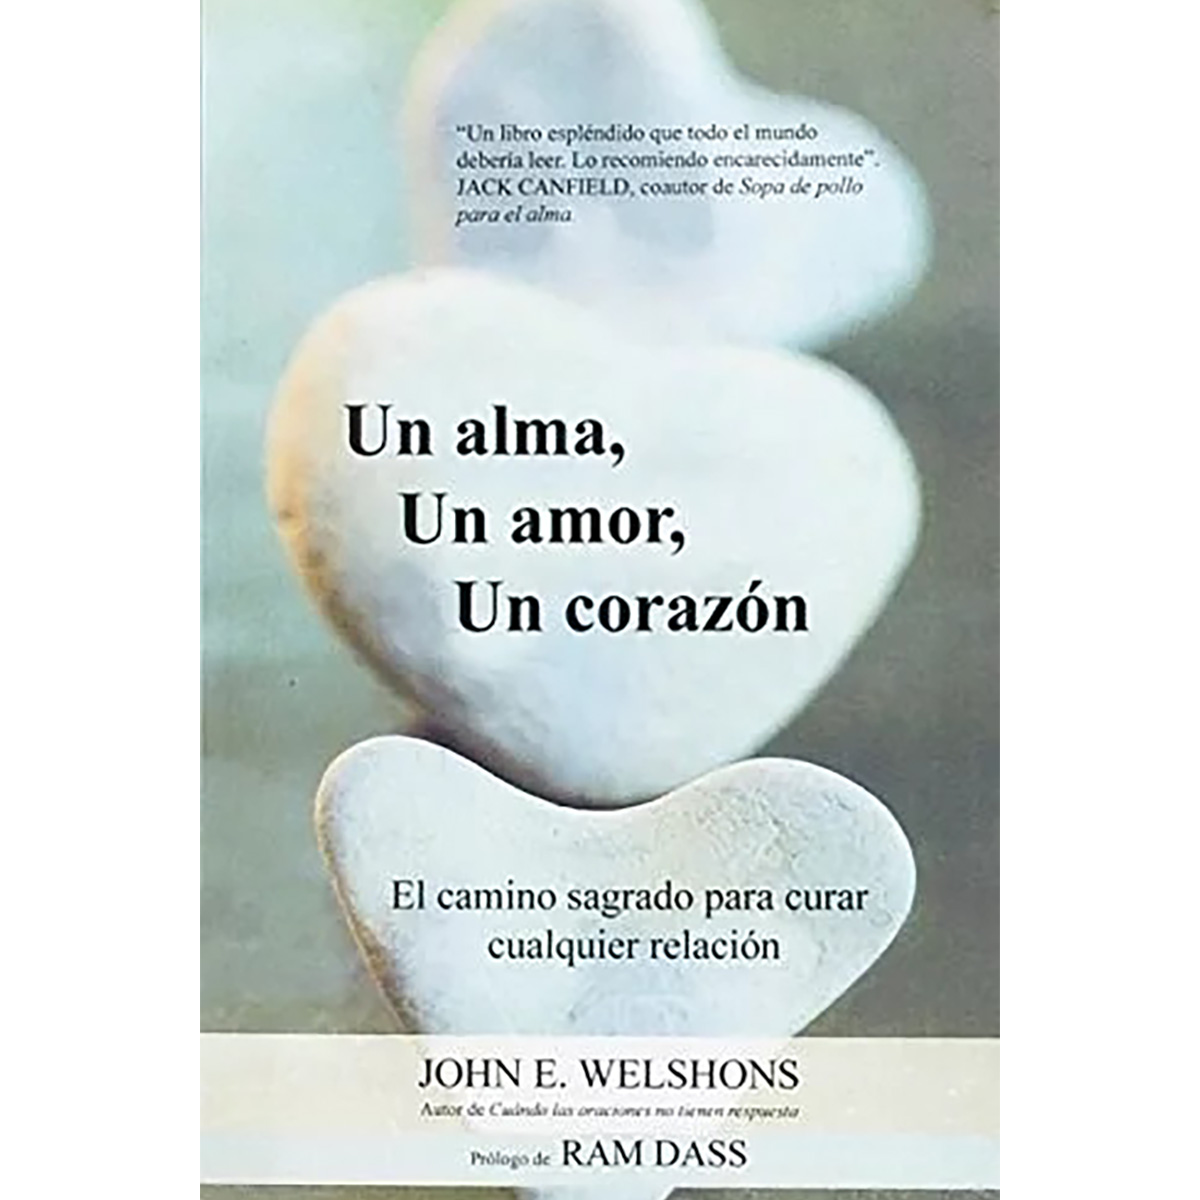 “Un libro espléndido que todo el mundo
debería leer. Lo recomiendo encarecidamente”.
JACK CANFIELD, coautor de Sopa de pollo
para el alma
Un alma,
Un amor,
Un corazón
El camino sagrado para curar
cualquier relación
JOHN E. WELSHONS
Autor de Cuándo las oraciones no tienen respuesta
Prólogo de RAM DASS